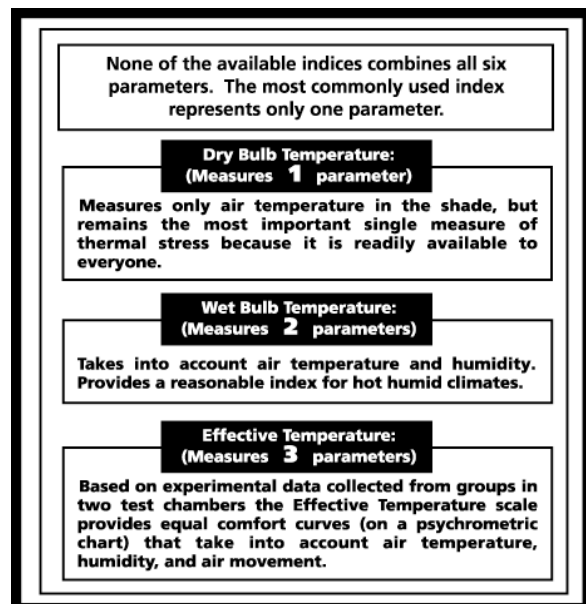 None of the available indices combines all six
parameters. The most commonly used index
represents only one parameter.
Dry Bulb Temperature:
(Measures 1 parameter)
Measures only air temperature in the shade, but
remains the most important single measure of
thermal stress because it is readily available to
everyone.
Wet Bulb Temperature:
(Measures 2 parameters)
Takes into account air temperature and humidity.
Provides a reasonable index for hot humid climates.
Effective Temperature:
(Measures 3 parameters)
Based on experimental data collected from groups in
two test chambers the Effective Temperature scale
provides equal comfort curves (on a psychrometric
chart) that take into account air temperature,
humidity, and air movement.